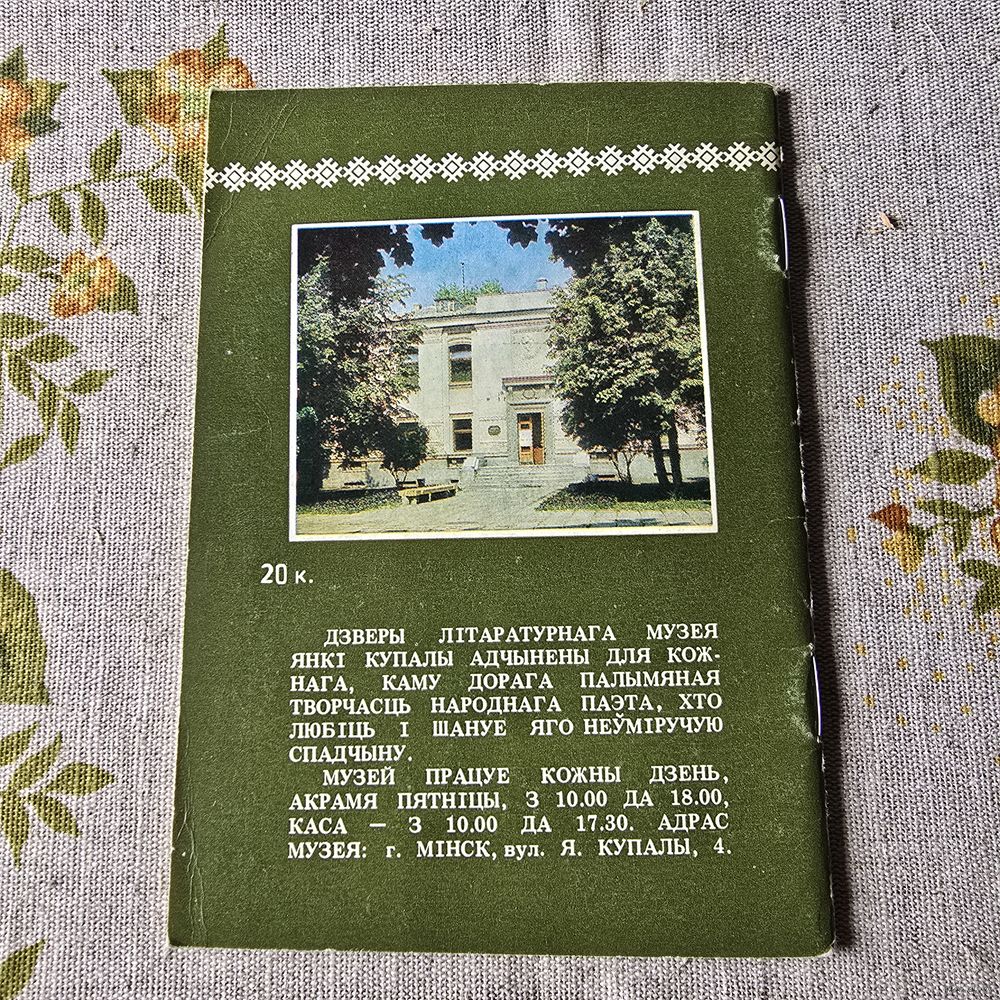 20 к.
ДЗВЕРЫ ЛІТАРАТУРНАГА МУЗЕЯ
ЯНКІ КУПАЛЫ АДЧЫНЕНЫ ДЛЯ КОЖ-
НАГА, КАМУ ДОРАГА ПАЛЫМЯНАЯ
ТВОРЧАСЦЬ НАРОДНАГА ПАЭТА, ХТО
ЛЮБІЦЬ І ШАНУЕ ЯГО НЕЎМІРУЧУЮ
СПАДЧЫНУ.
МУЗЕЙ ПРАЦУЕ КОЖНЫ ДЗЕНЬ,
АКРАМЯ ПЯТНІЦЫ, З 10.00 ДА 18.00,
КАСА — З 10.00 ДА 17.30. АДРАС
МУЗЕЯ: г. МІНСК, вул. Я. КУПАЛЫ, 4.